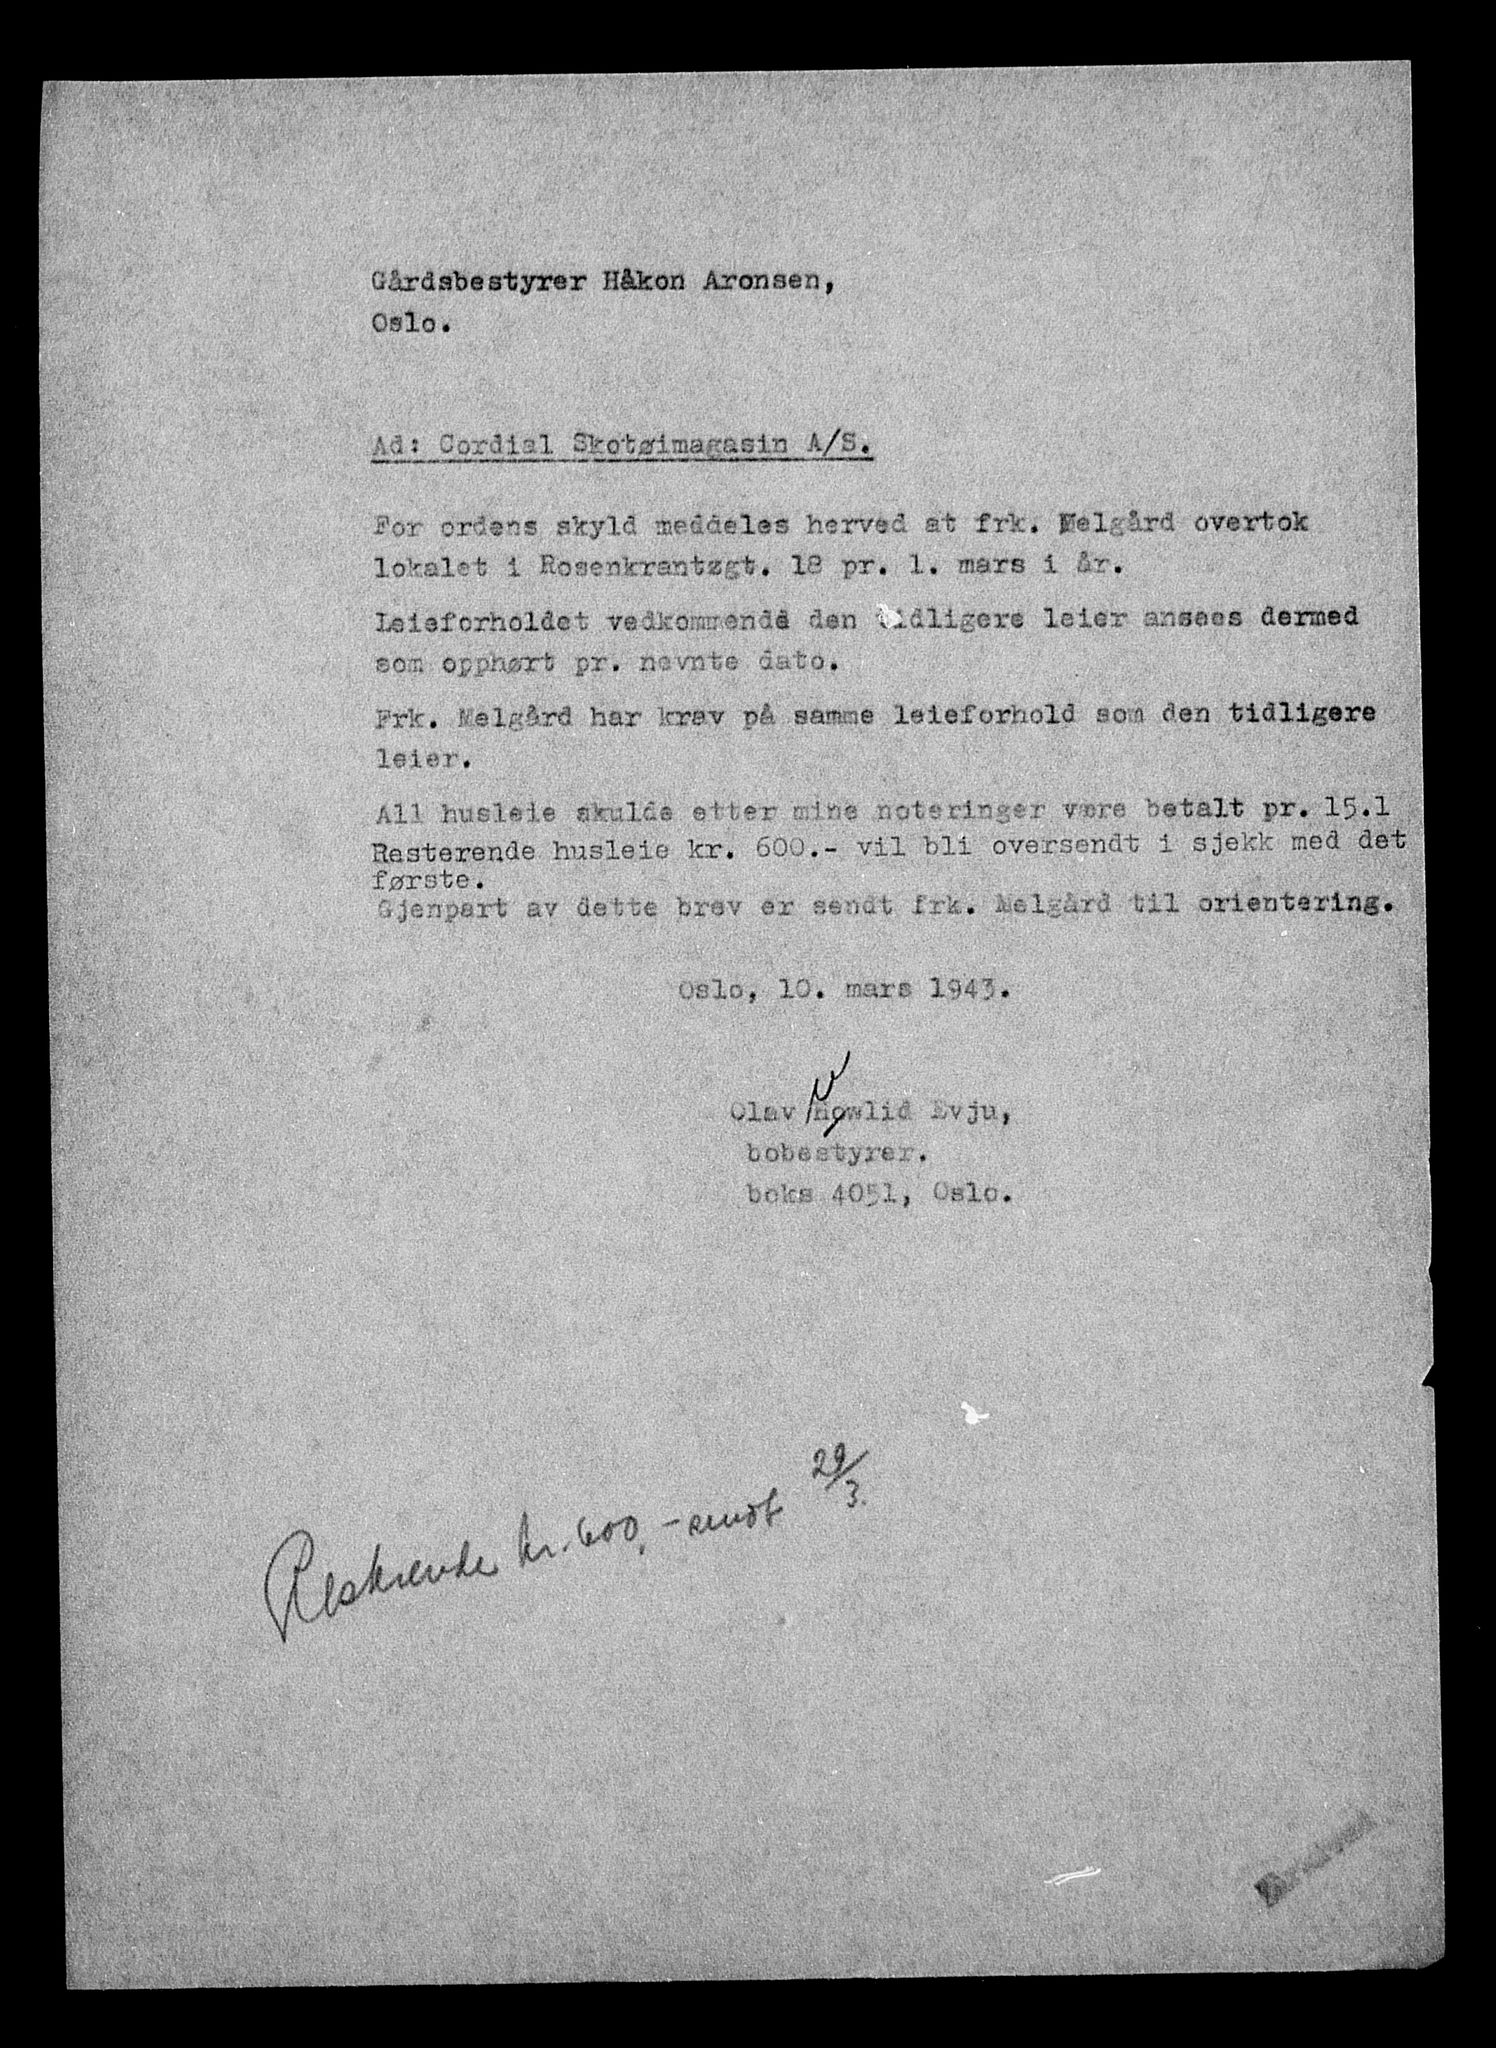 Gårdsbestyrer Håkon Aronsen,
Oslo.
Ad: Cordial Skotøimagasin A/S.
For ordens skyld meddeles herved at frk. Melgård overtok
lokalet i Rosenkrantzgt. 18 pr. 1. mars i år.
Leieforholdet vedkommende den tidligere leier ansees dermed
som opphørt pr. nevnte dato.
Frk. Melgård har krav på samme leieforhold som den tidligere
leier.
All husleie skulde etter mine noteringer være betalt pr. 15.1
Resterende husleie kr. 600.- vil bli oversendt i sjekk med det
første.
Gjenpart av dette brev er sendt frk. Melgård til orientering.
Oslo, 10. mars 1943.
Olav Howlid Evju,
bobestyrer.
boks 4051, Oslo.
Resterende kr. 600,- sendt 29/3.